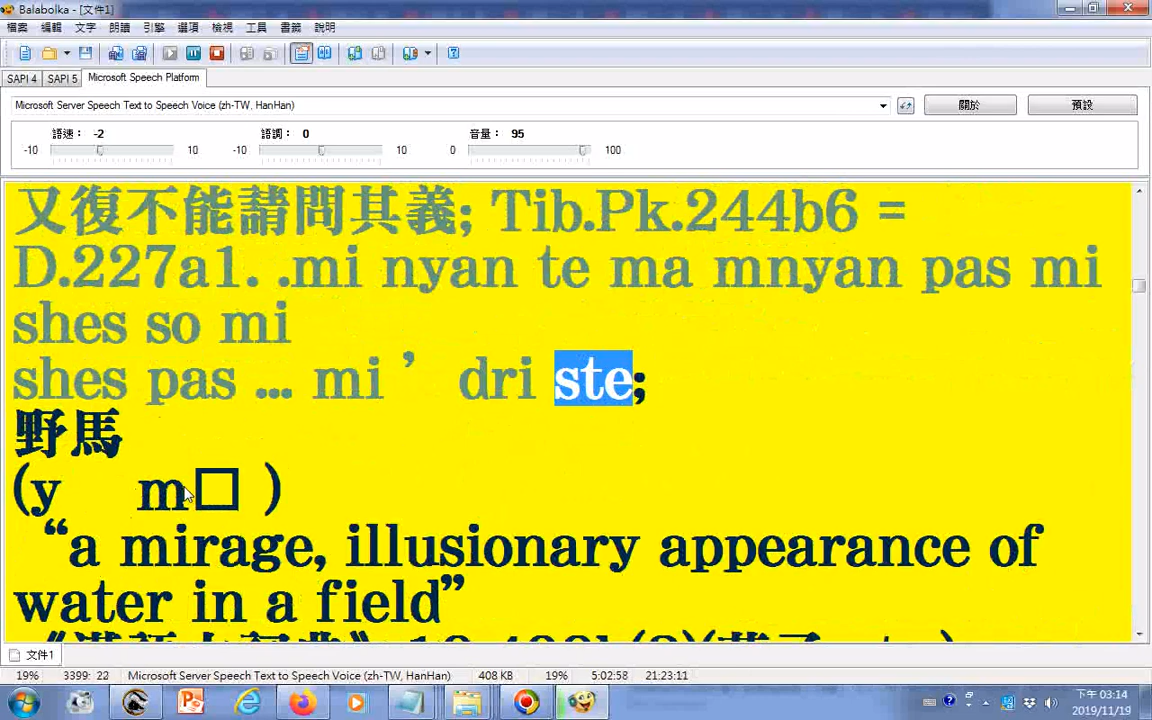 Balabolka - [文件1]
檔案 編輯 文字 朗讀 引擎 選項 檢視 工具 書籤 說明
SAPI 4 SAPI 5 Microsoft Speech Platform
Microsoft Server Speech Text to Speech Voice (zh-TW, HanHan) 關於 預設
語速： -2 語調： 0 音量： 95
-10 10 -10 10 0 100
又復不能請問其義; Tib.Pk.244b6 =
D.227a1. .mi nyan te ma mnyan pas mi
shes so mi
shes pas ... mi ’ dri ste;
野馬
(y m□ )
“a mirage, illusionary appearance of
water in a field”
文件1
19% 3399: 22 Microsoft Server Speech Text to Speech Voice (zh-TW, HanHan) 408 KB 19% 5:02:58 21:23:11
下午 03:14
2019/11/19